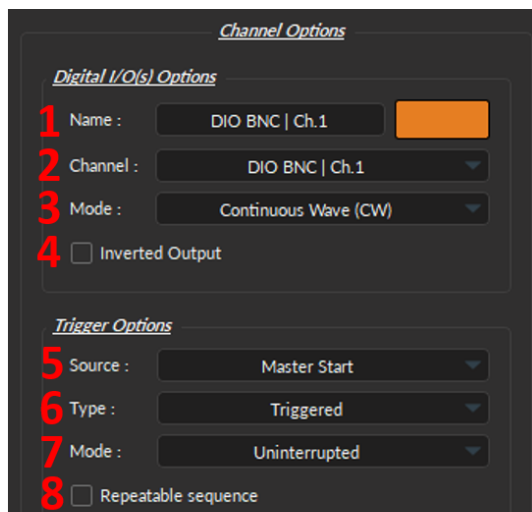 Channel Options
Digital I/O(s) Options
1 Name : DIO BNC | Ch.1
2 Channel : DIO BNC | Ch.1
3 Mode : Continuous Wave (CW)
4 Inverted Output
Trigger Options
5 Source : Master Start
6 Type : Triggered
7 Mode : Uninterrupted
8 Repeatable sequence